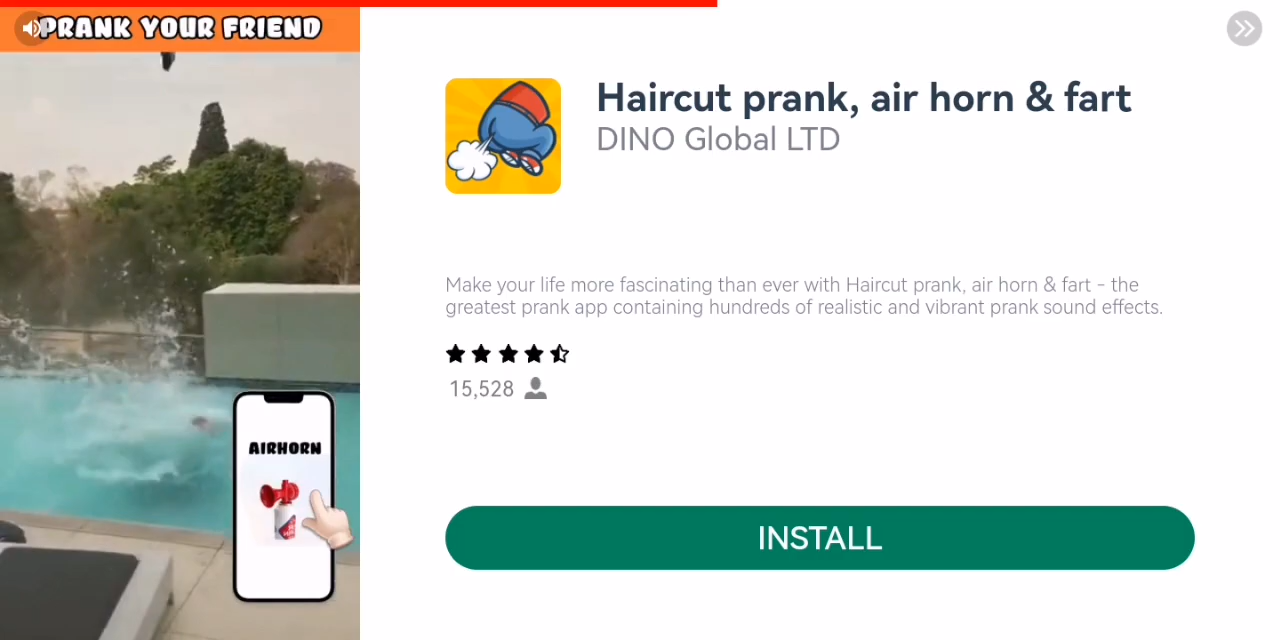 PRANK YOUR FRIEND
AIRHORN
Haircut prank, air horn & fart
DINO Global LTD
Make your life more fascinating than ever with Haircut prank, air horn & fart - the
greatest prank app containing hundreds of realistic and vibrant prank sound effects.
15,528
INSTALL